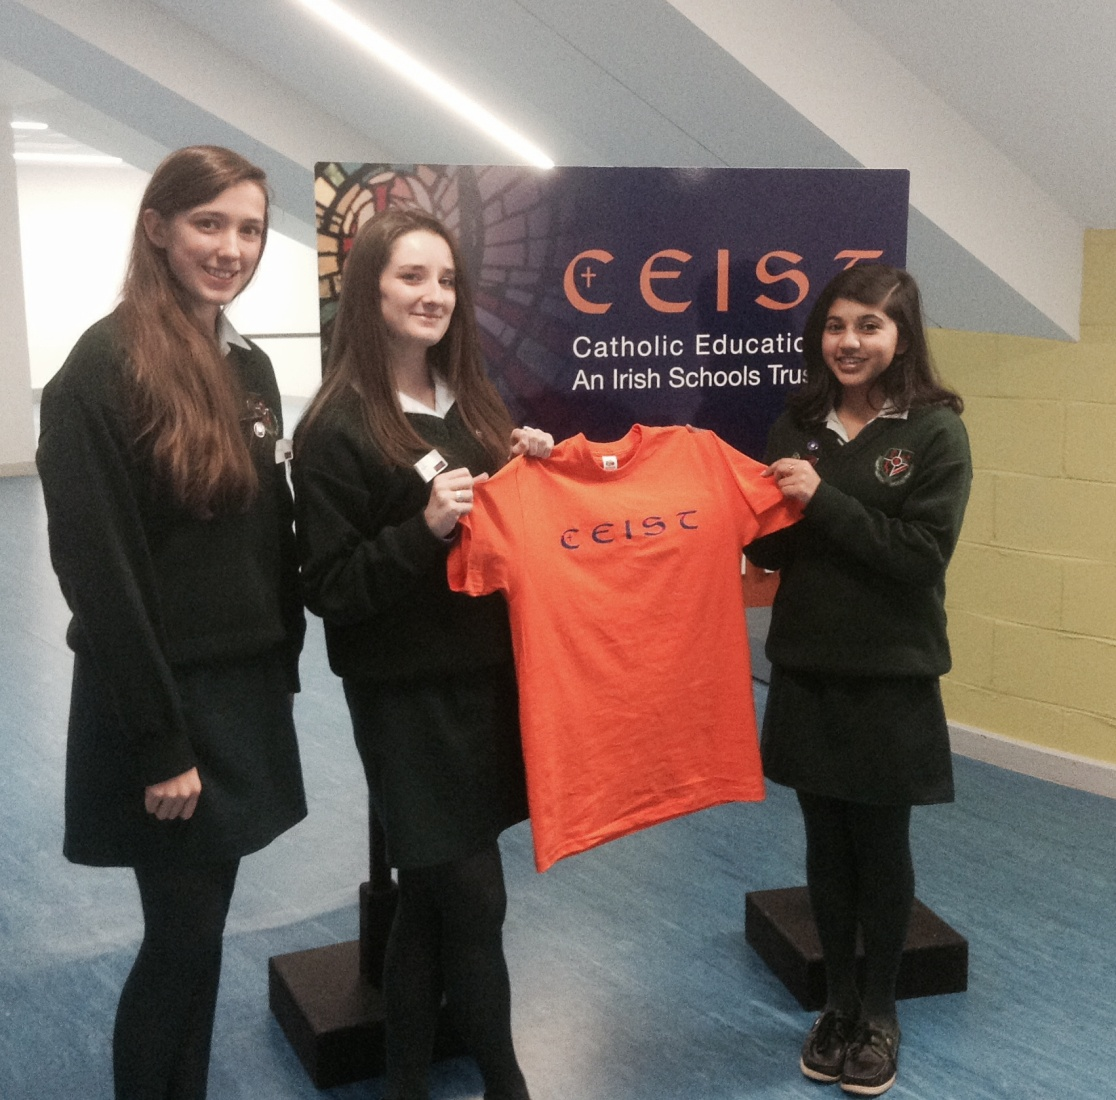 CEIST
Catholic Educatio
An Irish Schools Trus
CEIST